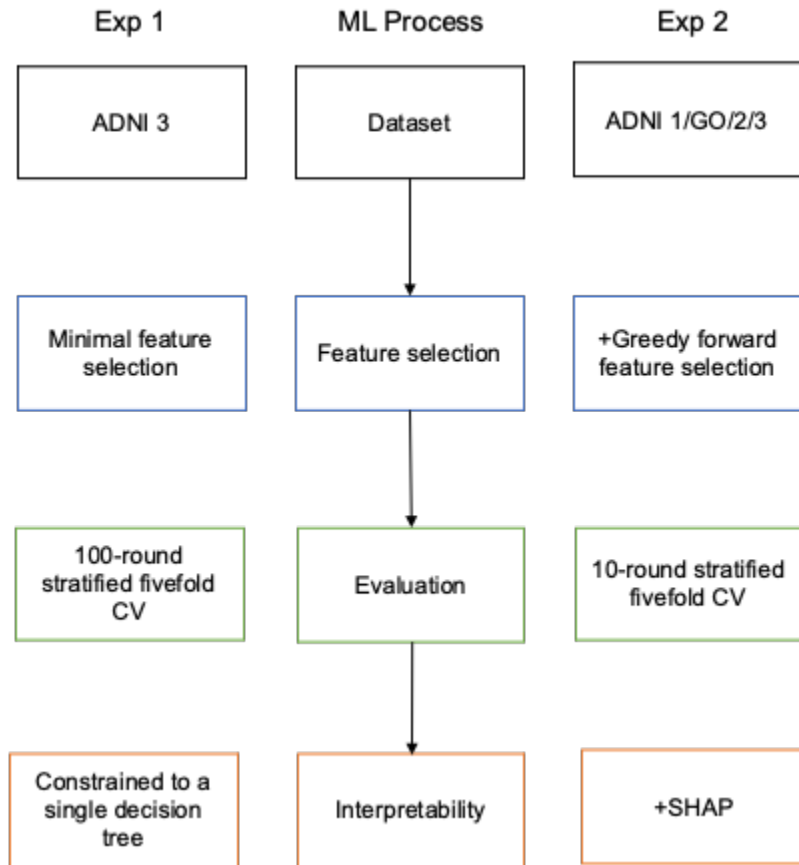 Exp 1
ML Process
Exp 2
ADNI 3
Dataset
ADNI 1/GO/2/3
Minimal feature
selection
Feature selection
+Greedy forward
feature selection
100-round
stratified fivefold
CV
Evaluation
10-round stratified
fivefold CV
Constrained to a
single decision
tree
Interpretability
+SHAP